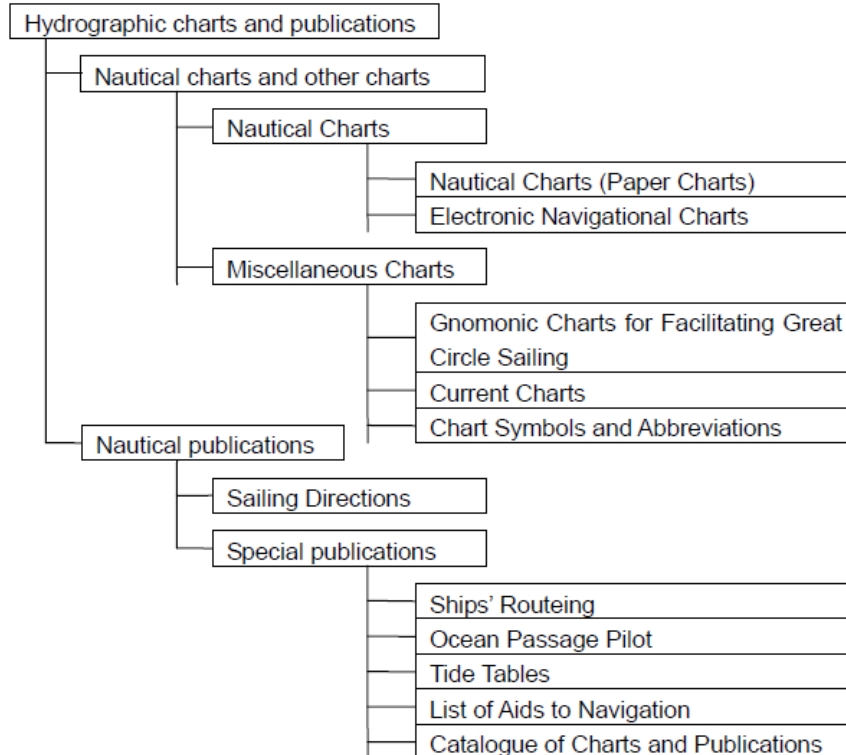 Hydrographic charts and publications
Nautical charts and other charts
Nautical Charts
Nautical Charts (Paper Charts)
Electronic Navigational Charts
Miscellaneous Charts
Gnomonic Charts for Facilitating Great
Circle Sailing
Current Charts
Chart Symbols and Abbreviations
Nautical publications
Sailing Directions
Special publications
Ships' Routeing
Ocean Passage Pilot
Tide Tables
List of Aids to Navigation
Catalogue of Charts and Publications